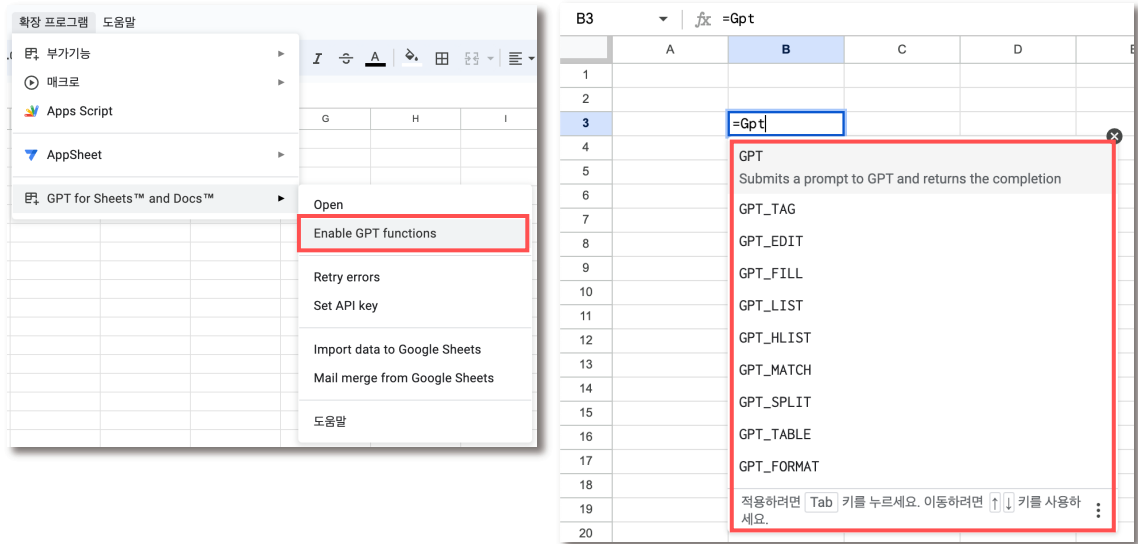 확장 프로그램 도움말
부가기능
매크로
Apps Script
AppSheet
GPT for Sheets™ and Docs™
Open
Enable GPT functions
Retry errors
Set API key
Import data to Google Sheets
Mail merge from Google Sheets
도움말
I S A
G H I
B3 fx =Gpt
A B C D
1
2
3 =Gpt
4
5
6
7
8
9
10
11
12
13
14
15
16
17
18
19
20
GPT
Submits a prompt to GPT and returns the completion
GPT_TAG
GPT_EDIT
GPT_FILL
GPT_LIST
GPT_HLIST
GPT_MATCH
GPT_SPLIT
GPT_TABLE
GPT_FORMAT
적용하려면 Tab 키를 누르세요. 이동하려면 ↑ ↓ 키를 사용하
세요.